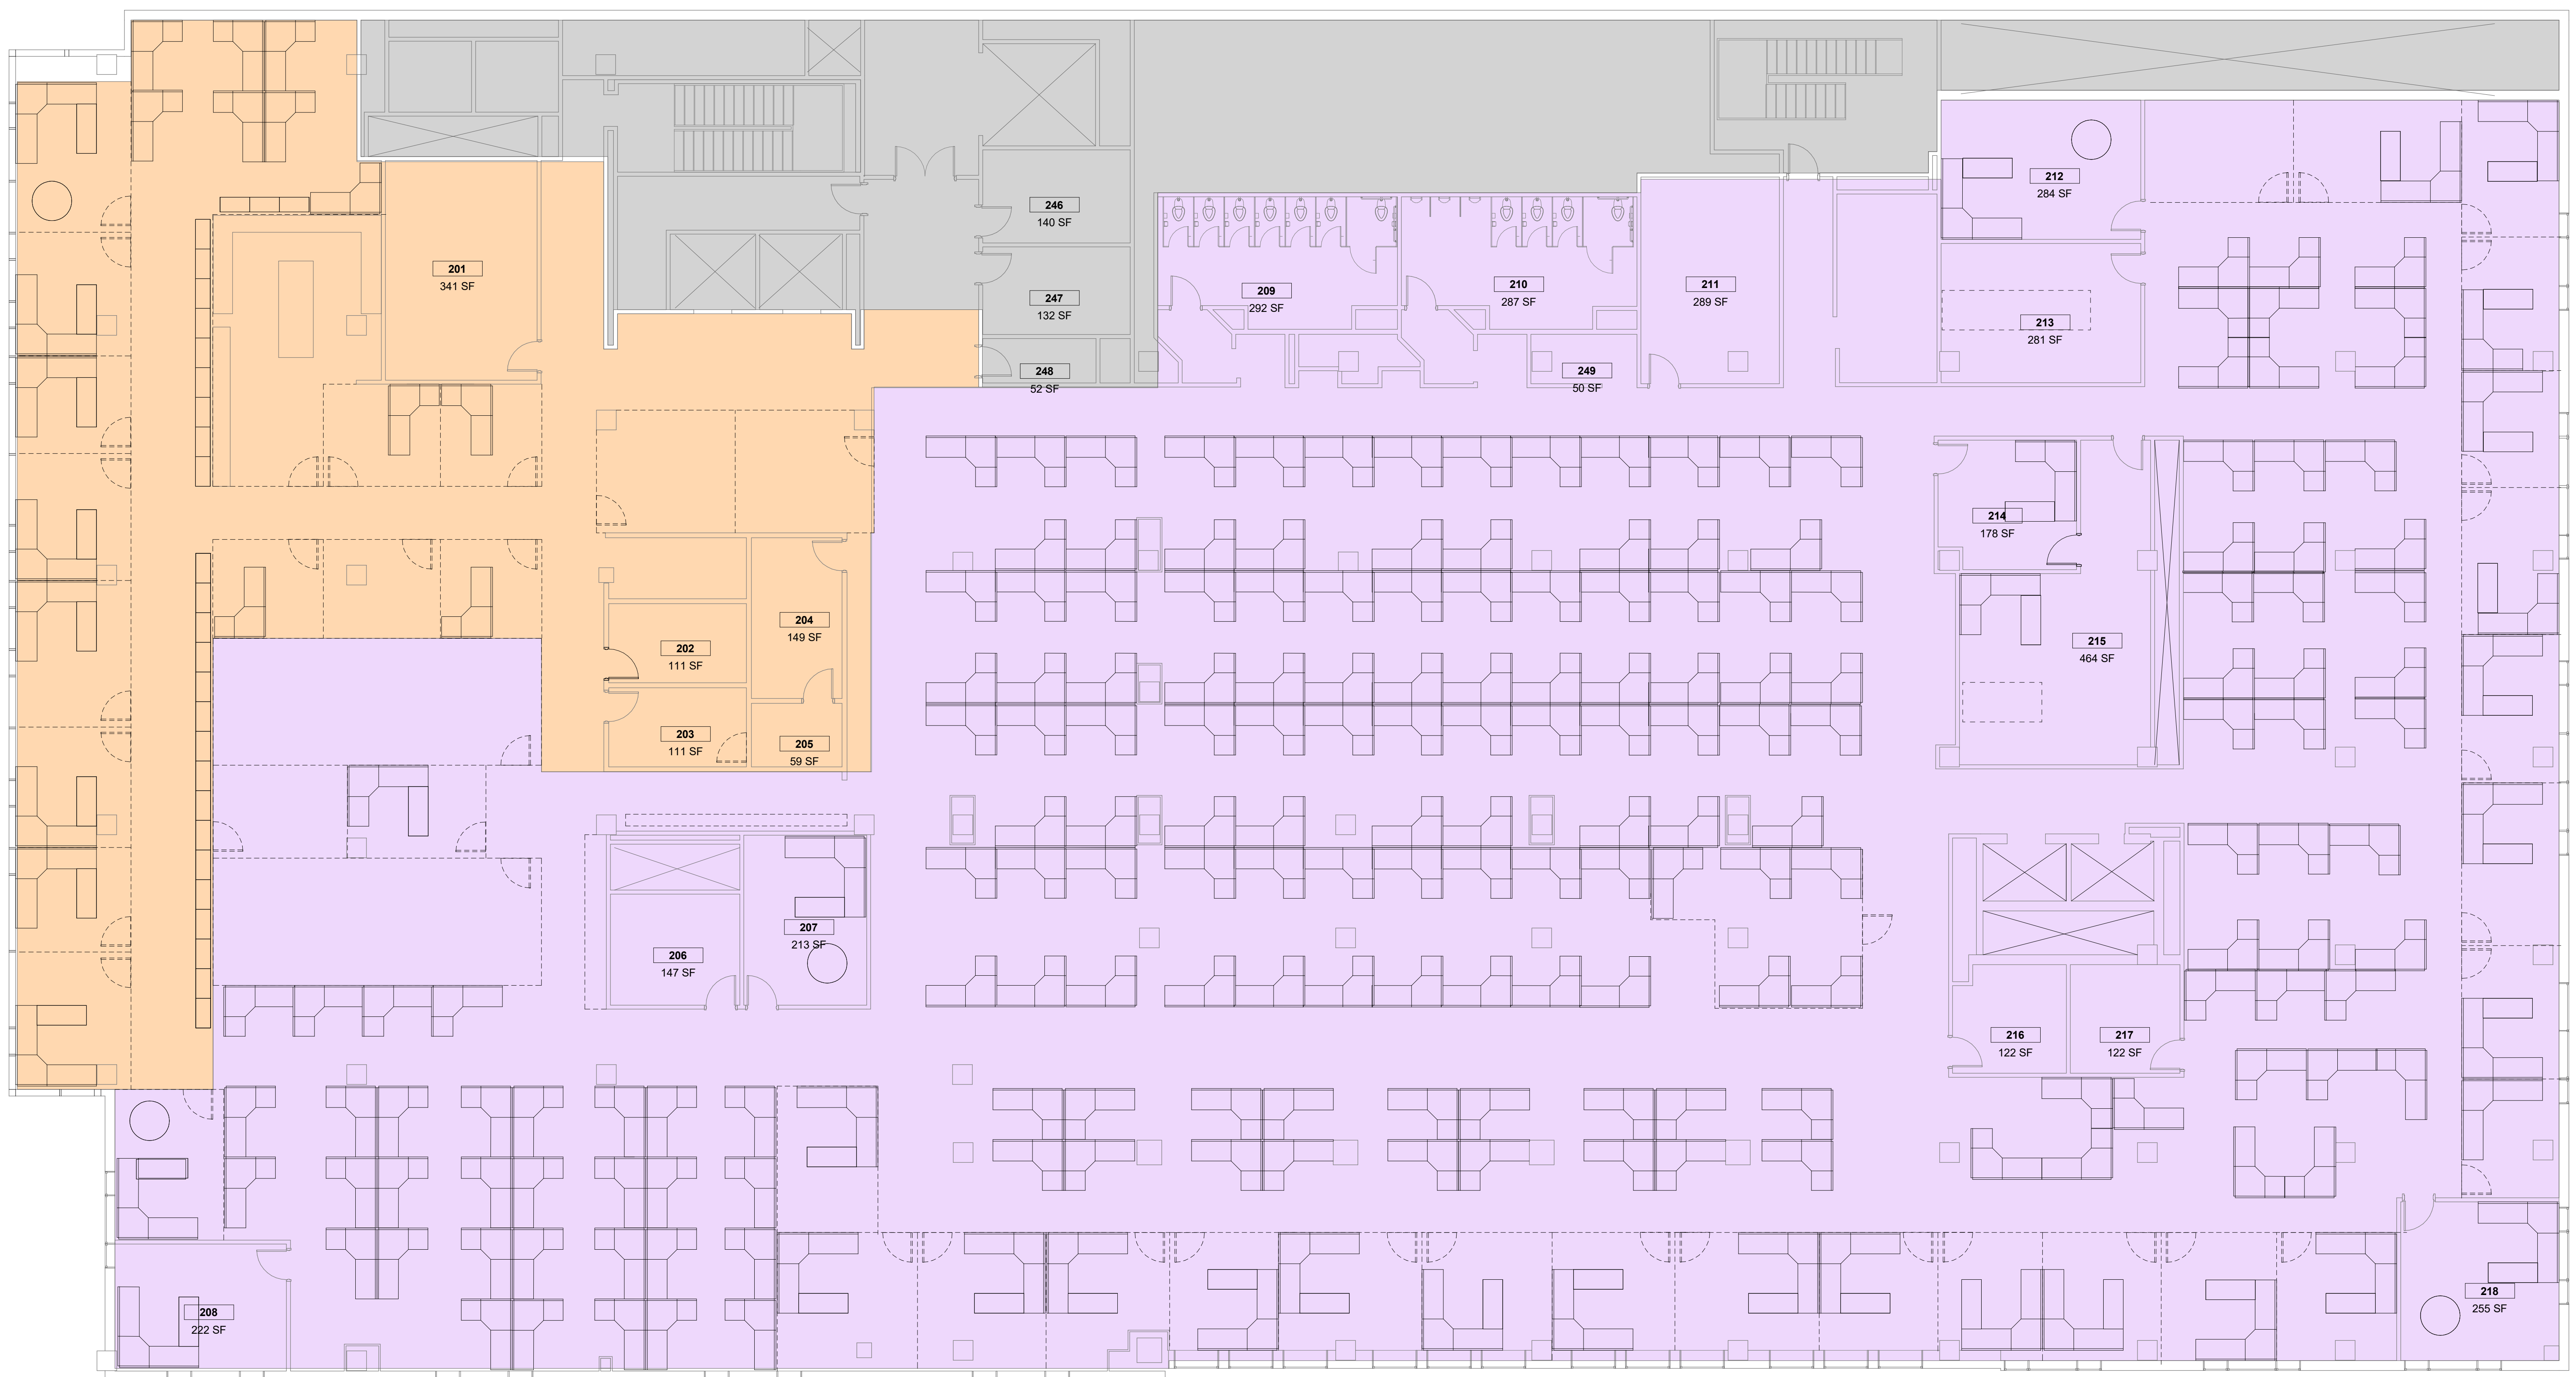 201
341 SF
246
140 SF
247
132 SF
248
52 SF
209
292 SF
210
287 SF
211
289 SF
249
50 SF
212
284 SF
213
281 SF
214
178 SF
215
464 SF
202
111 SF
204
149 SF
203
111 SF
205
59 SF
206
147 SF
207
213 SF
216
122 SF
217
122 SF
208
222 SF
218
255 SF